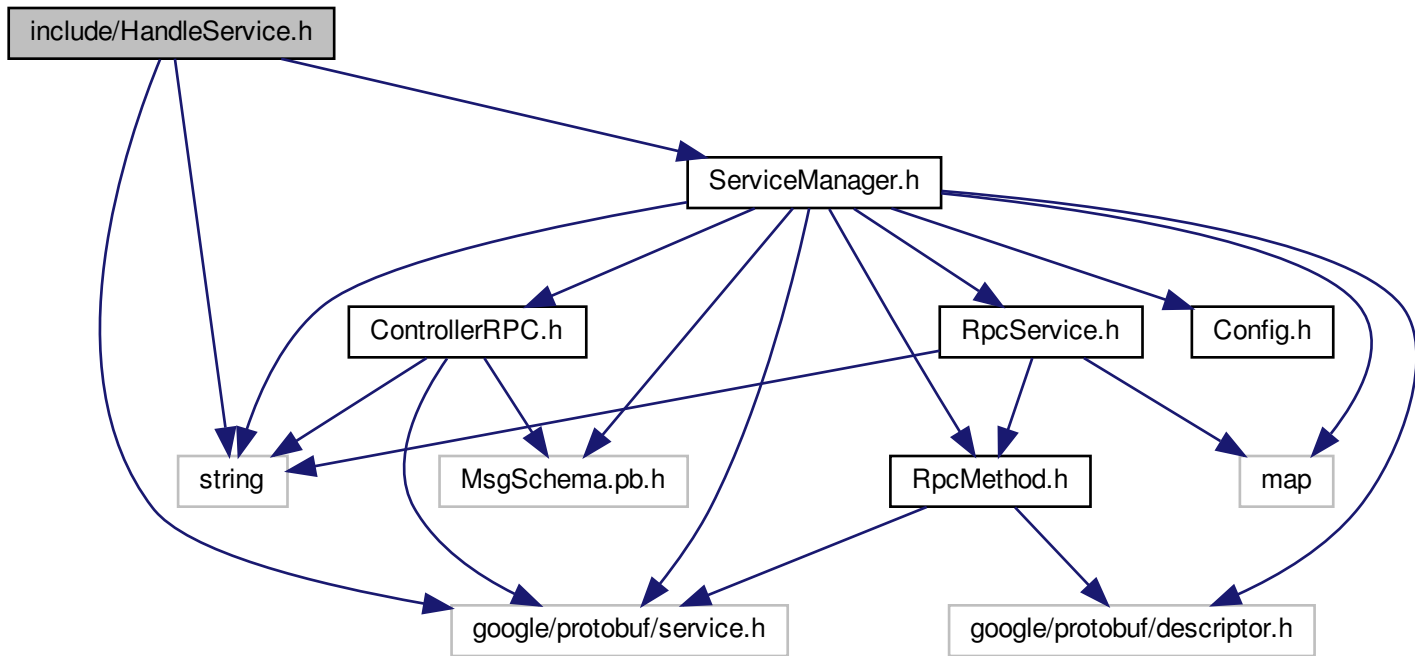 include/HandleService.h
ServiceManager.h
ControllerRPC.h
RpcService.h
Config.h
string
MsgSchema.pb.h
RpcMethod.h
map
google/protobuf/service.h
google/protobuf/descriptor.h